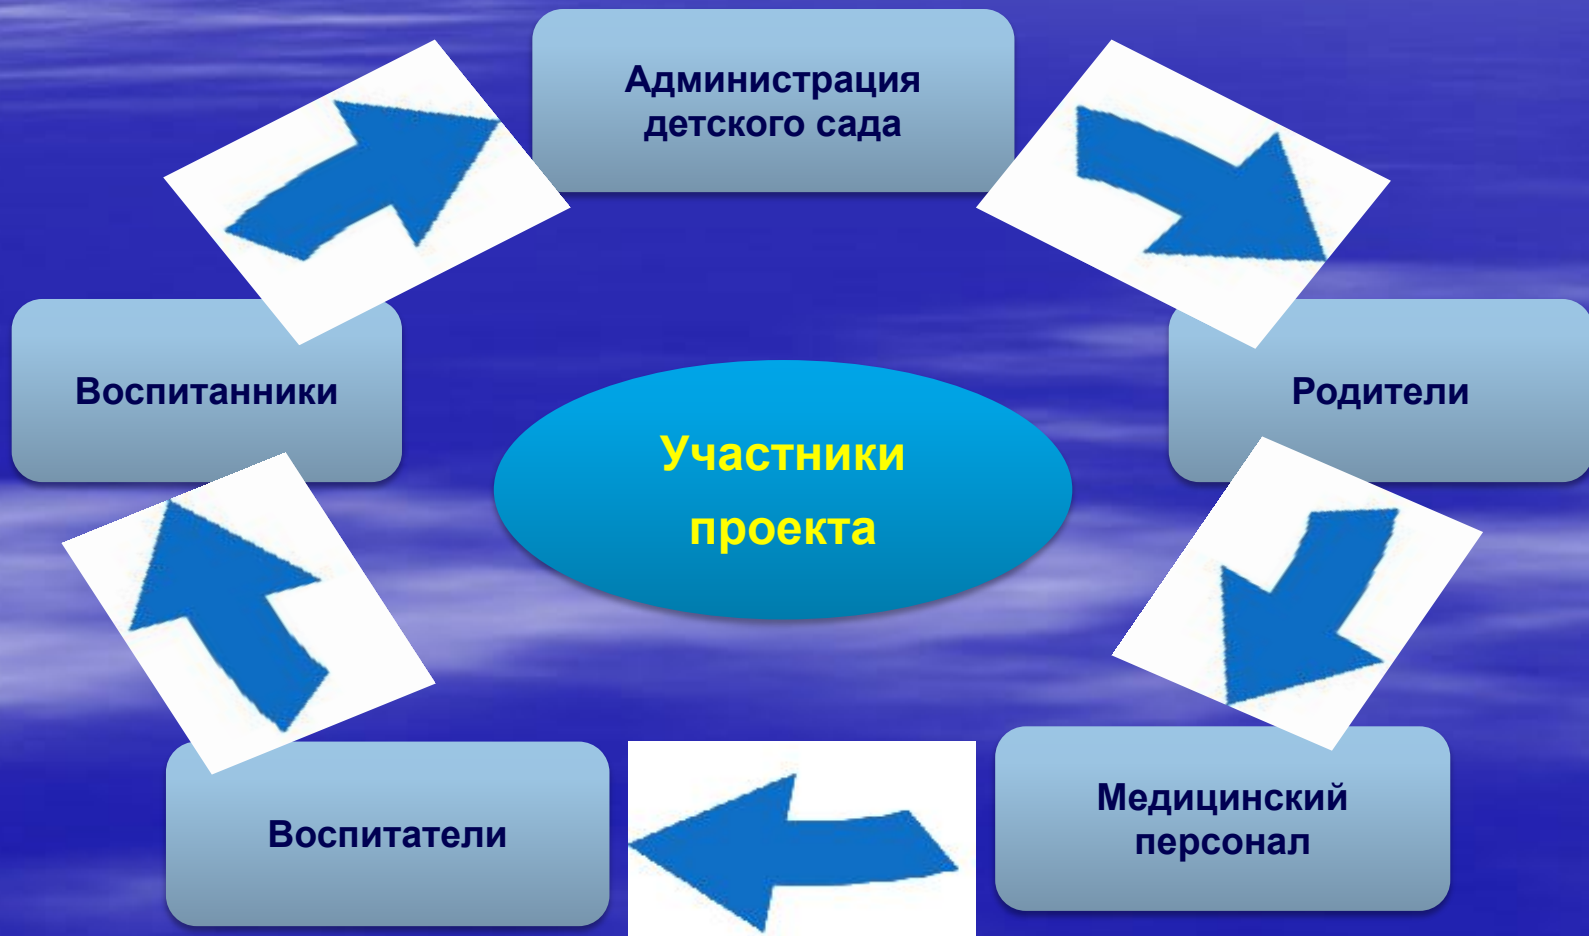 Администрация
детского сада
Воспитанники
Родители
Участники
проекта
Воспитатели
Медицинский
персонал